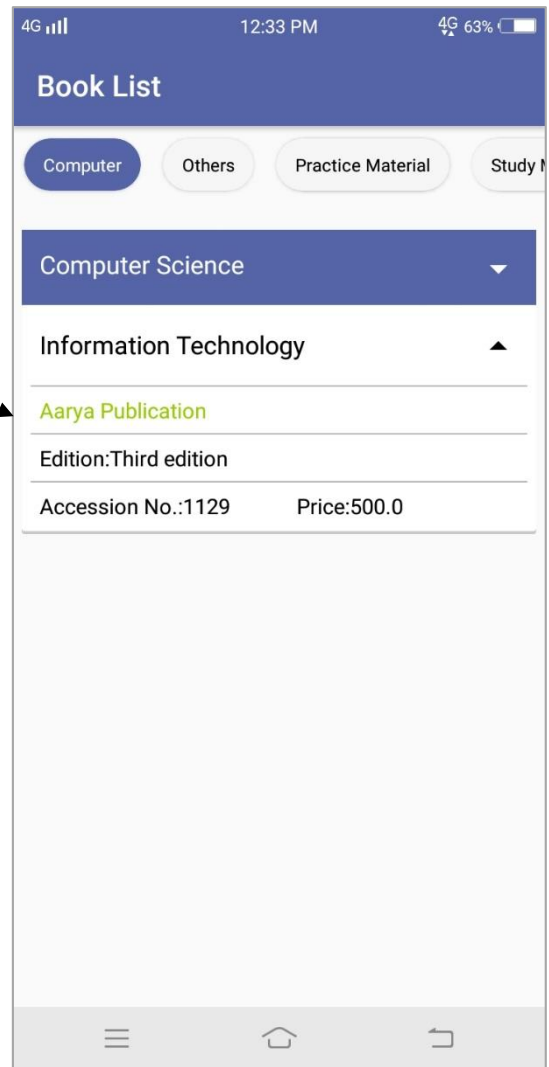 4G 12:33 PM 4G 63%
Book List
Computer Others Practice Material Study
Computer Science
Information Technology
Aarya Publication
Edition:Third edition
Accession No.:1129 Price:500.0